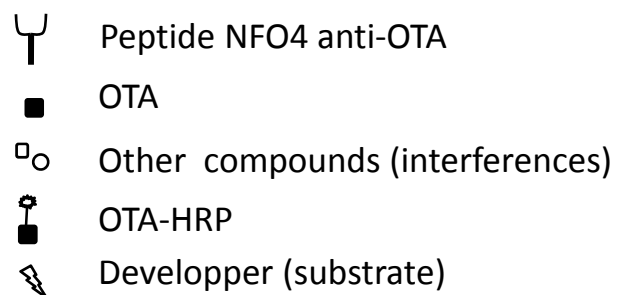 Peptide NFO4 anti-OTA
OTA
Other compounds (interferences)
OTA-HRP
Developper (substrate)